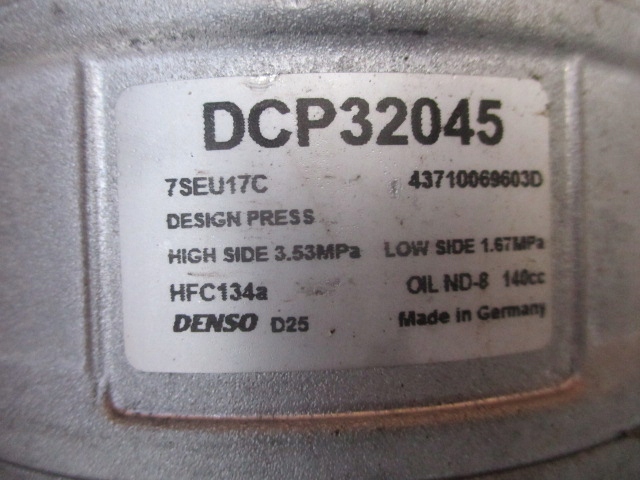 DCP32045
7SEU17C 43710069603D
DESIGN PRESS
HIGH SIDE 3.53MPa LOW SIDE 1.67MPa
HFC134a OIL ND-8 140cc
DENSO D25 Made in Germany